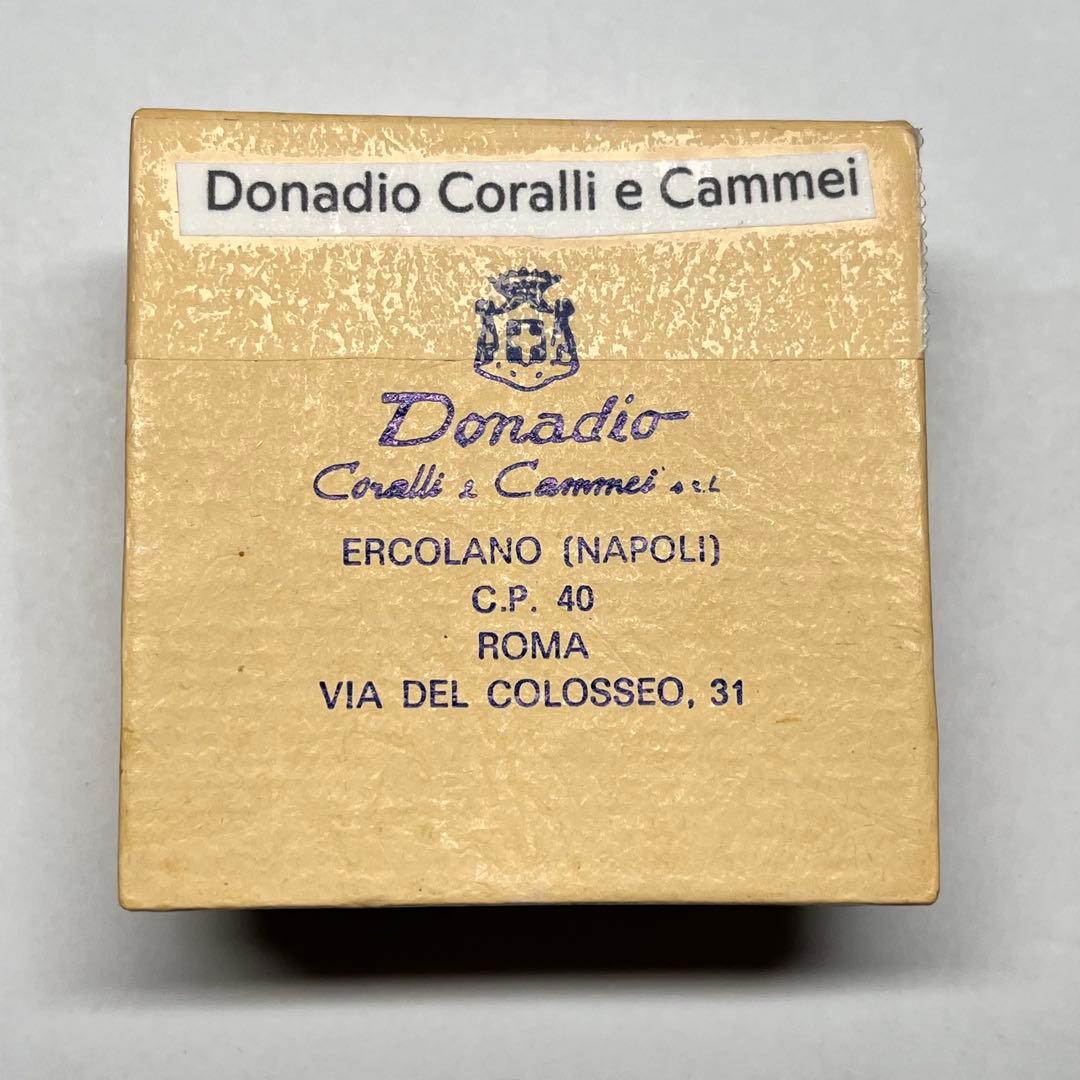 Donadio Coralli e Cammei
Donadio
Coralli e Cammei s.r.l
ERCOLANO (NAPOLI)
C.P. 40
ROMA
VIA DEL COLOSSEO, 31